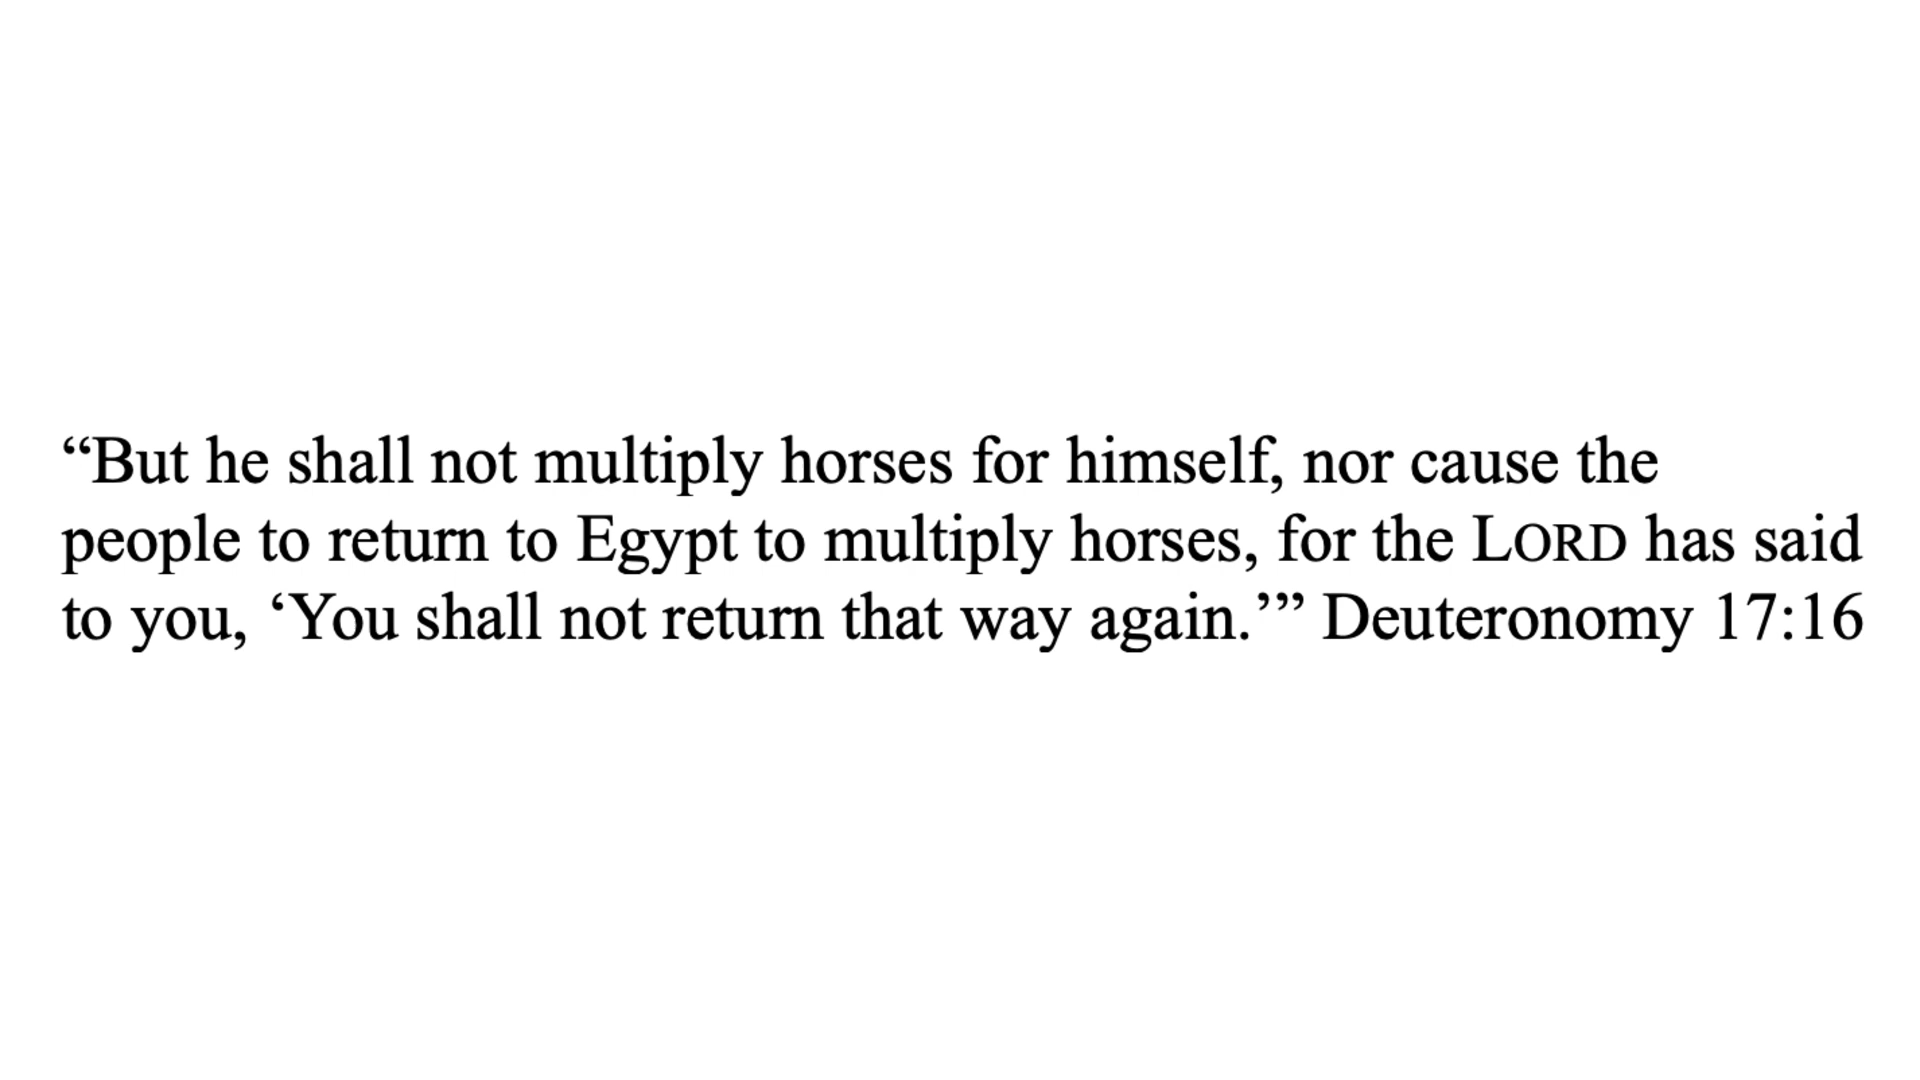 “But he shall not multiply horses for himself, nor cause the
people to return to Egypt to multiply horses, for the LORD has said
to you, ‘You shall not return that way again.’” Deuteronomy 17:16